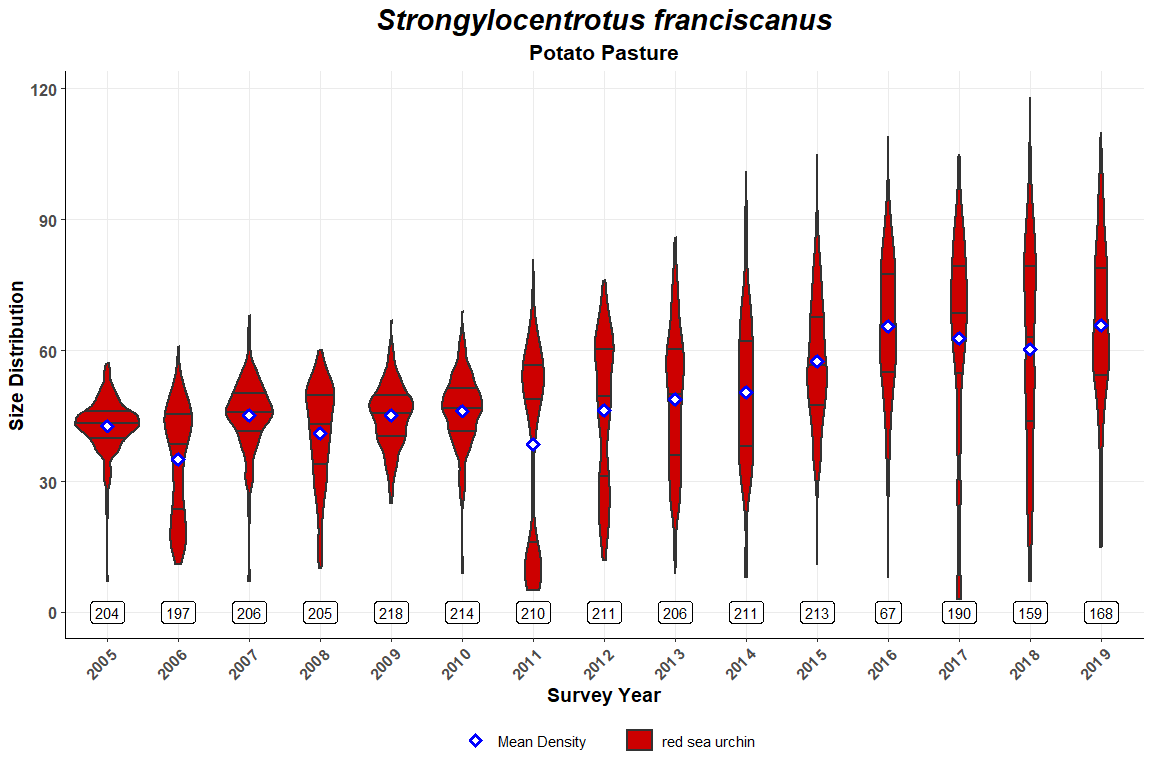 Strongylocentrotus franciscanus
Potato Pasture
Size Distribution
120
90
60
30
0
204 197 206 205 218 214 210 211 206 211 213 67 190 159 168
2005 2006 2007 2008 2009 2010 2011 2012 2013 2014 2015 2016 2017 2018 2019
Survey Year
Mean Density red sea urchin